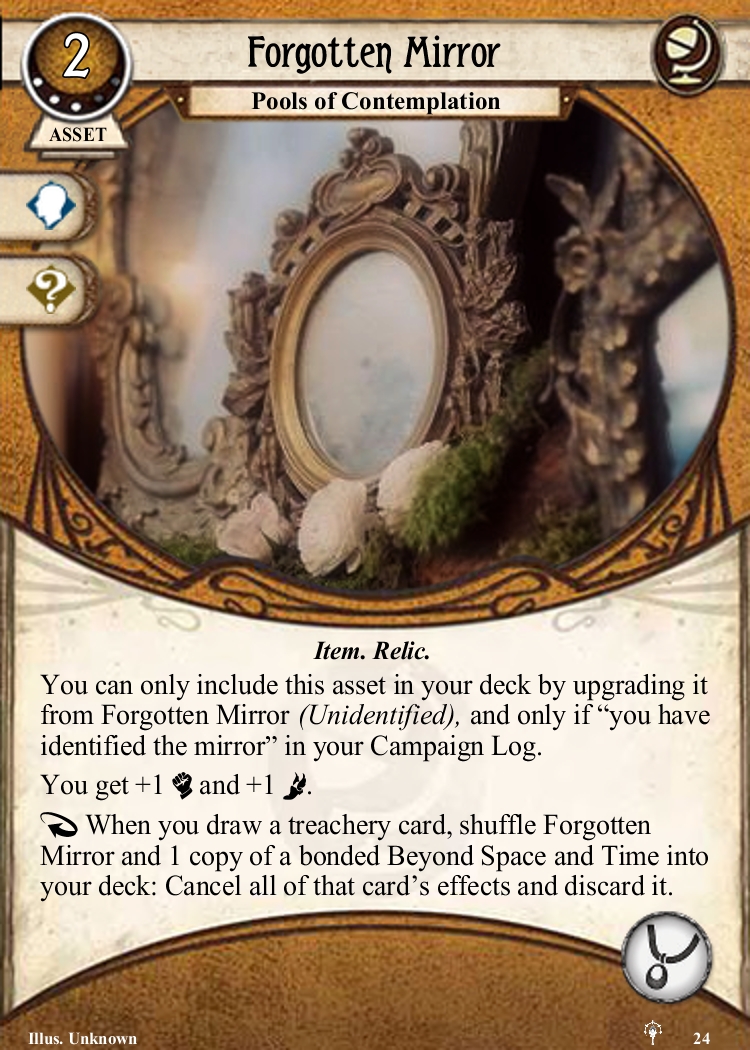 2
Forgotten Mirror
Pools of Contemplation
ASSET
?
Item. Relic.
You can only include this asset in your deck by upgrading it
from Forgotten Mirror (Unidentified), and only if “you have
identified the mirror” in your Campaign Log.
You get +1 and +1 .
When you draw a treachery card, shuffle Forgotten
Mirror and 1 copy of a bonded Beyond Space and Time into
your deck: Cancel all of that card’s effects and discard it.
Illus. Unknown
24